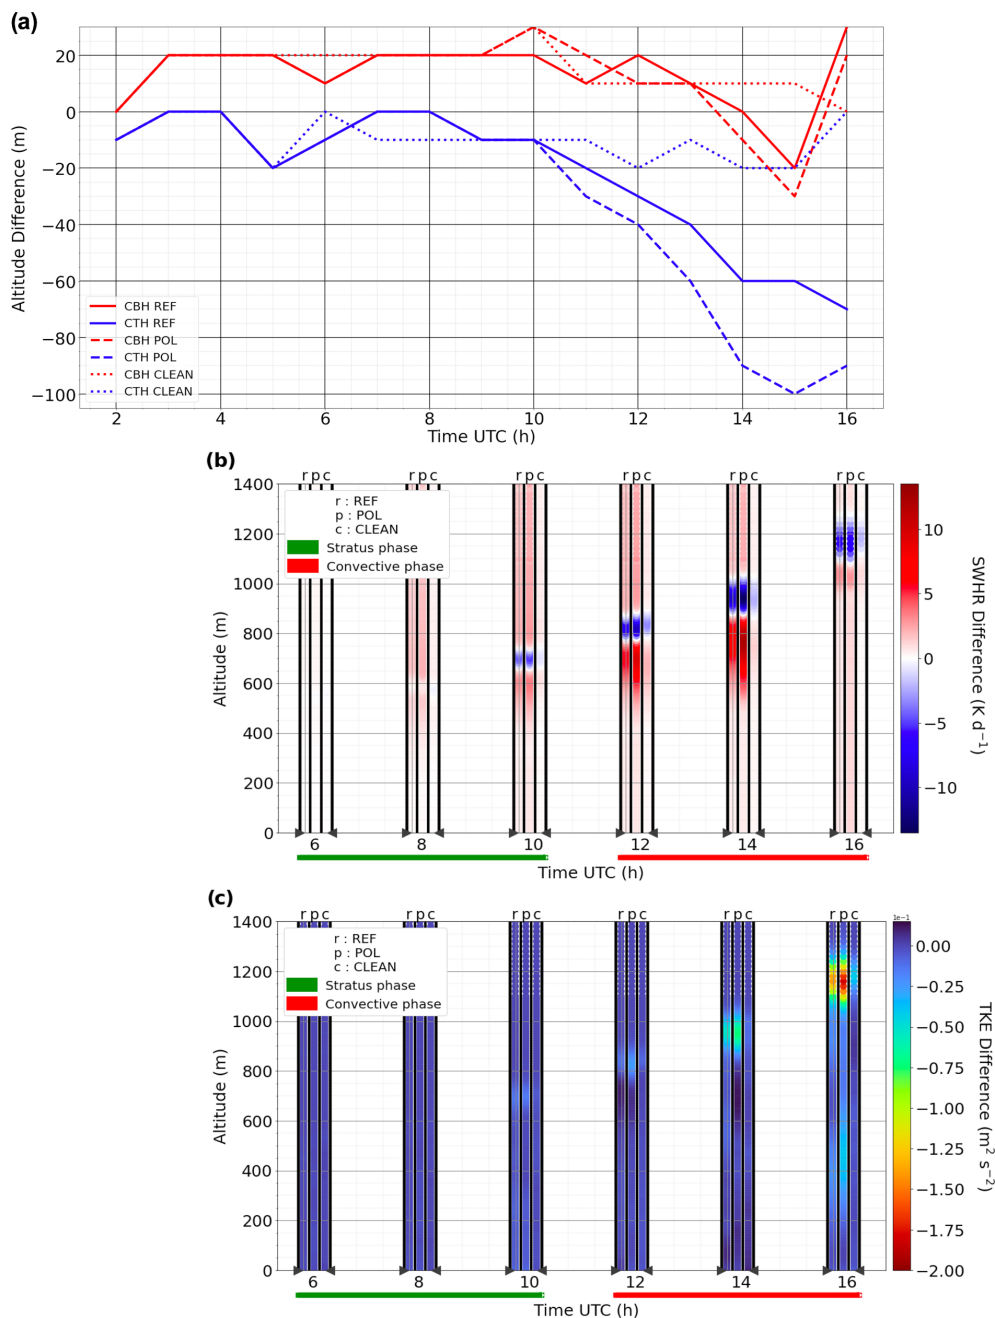 (a)
20
0
−20
−40
−60
−80
−100
Altitude Difference (m)
CBH REF
CTH REF
CBH POL
CTH POL
CBH CLEAN
CTH CLEAN
2 4 6 8 10 12 14 16
Time UTC (h)
(b)
r p c r p c r p c r p c r p c r p c
1400
1200
1000
800
600
400
200
0
Altitude (m)
r : REF
p : POL
c : CLEAN
Stratus phase
Convective phase
6 8 10 12 14 16
Time UTC (h)
10
5
0
−5
−10
SWHR Difference (K d⁻¹)
(c)
r p c r p c r p c r p c r p c r p c
1e−1
1400
1200
1000
800
600
400
200
0
Altitude (m)
r : REF
p : POL
c : CLEAN
Stratus phase
Convective phase
6 8 10 12 14 16
Time UTC (h)
0.00
−0.25
−0.50
−0.75
−1.00
−1.25
−1.50
−1.75
−2.00
TKE Difference (m² s⁻²)